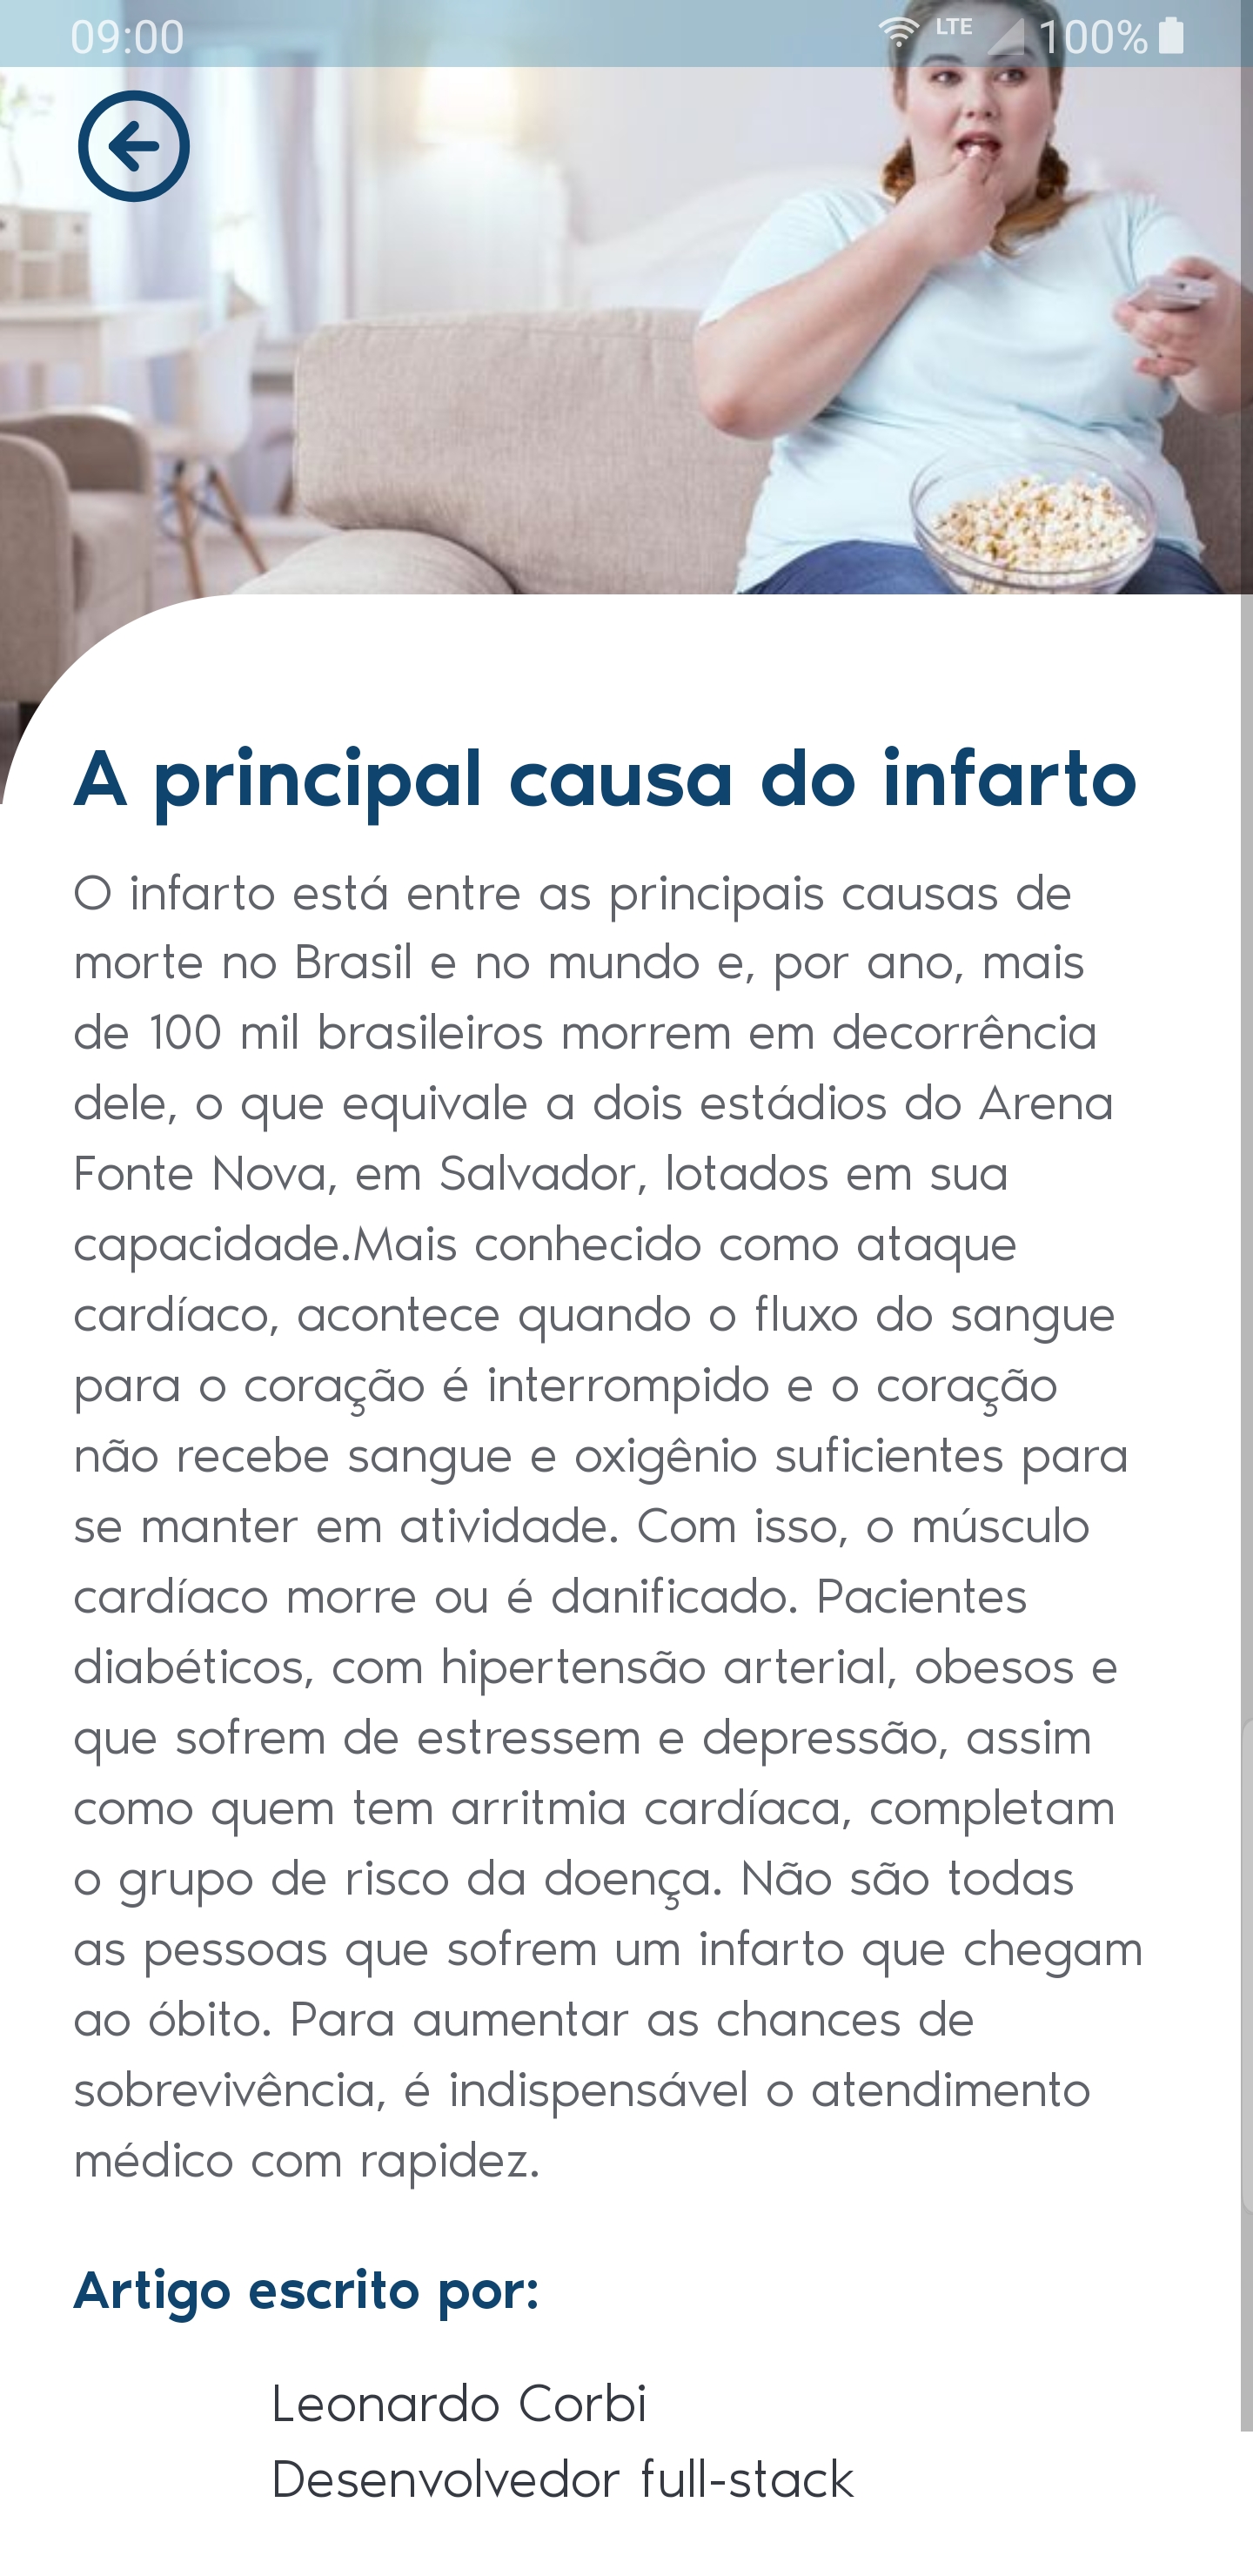 09:00 LTE 100%
A principal causa do infarto
O infarto está entre as principais causas de
morte no Brasil e no mundo e, por ano, mais
de 100 mil brasileiros morrem em decorrência
dele, o que equivale a dois estádios do Arena
Fonte Nova, em Salvador, lotados em sua
capacidade.Mais conhecido como ataque
cardíaco, acontece quando o fluxo do sangue
para o coração é interrompido e o coração
não recebe sangue e oxigênio suficientes para
se manter em atividade. Com isso, o músculo
cardíaco morre ou é danificado. Pacientes
diabéticos, com hipertensão arterial, obesos e
que sofrem de estressem e depressão, assim
como quem tem arritmia cardíaca, completam
o grupo de risco da doença. Não são todas
as pessoas que sofrem um infarto que chegam
ao óbito. Para aumentar as chances de
sobrevivência, é indispensável o atendimento
médico com rapidez.
Artigo escrito por:
Leonardo Corbi
Desenvolvedor full-stack